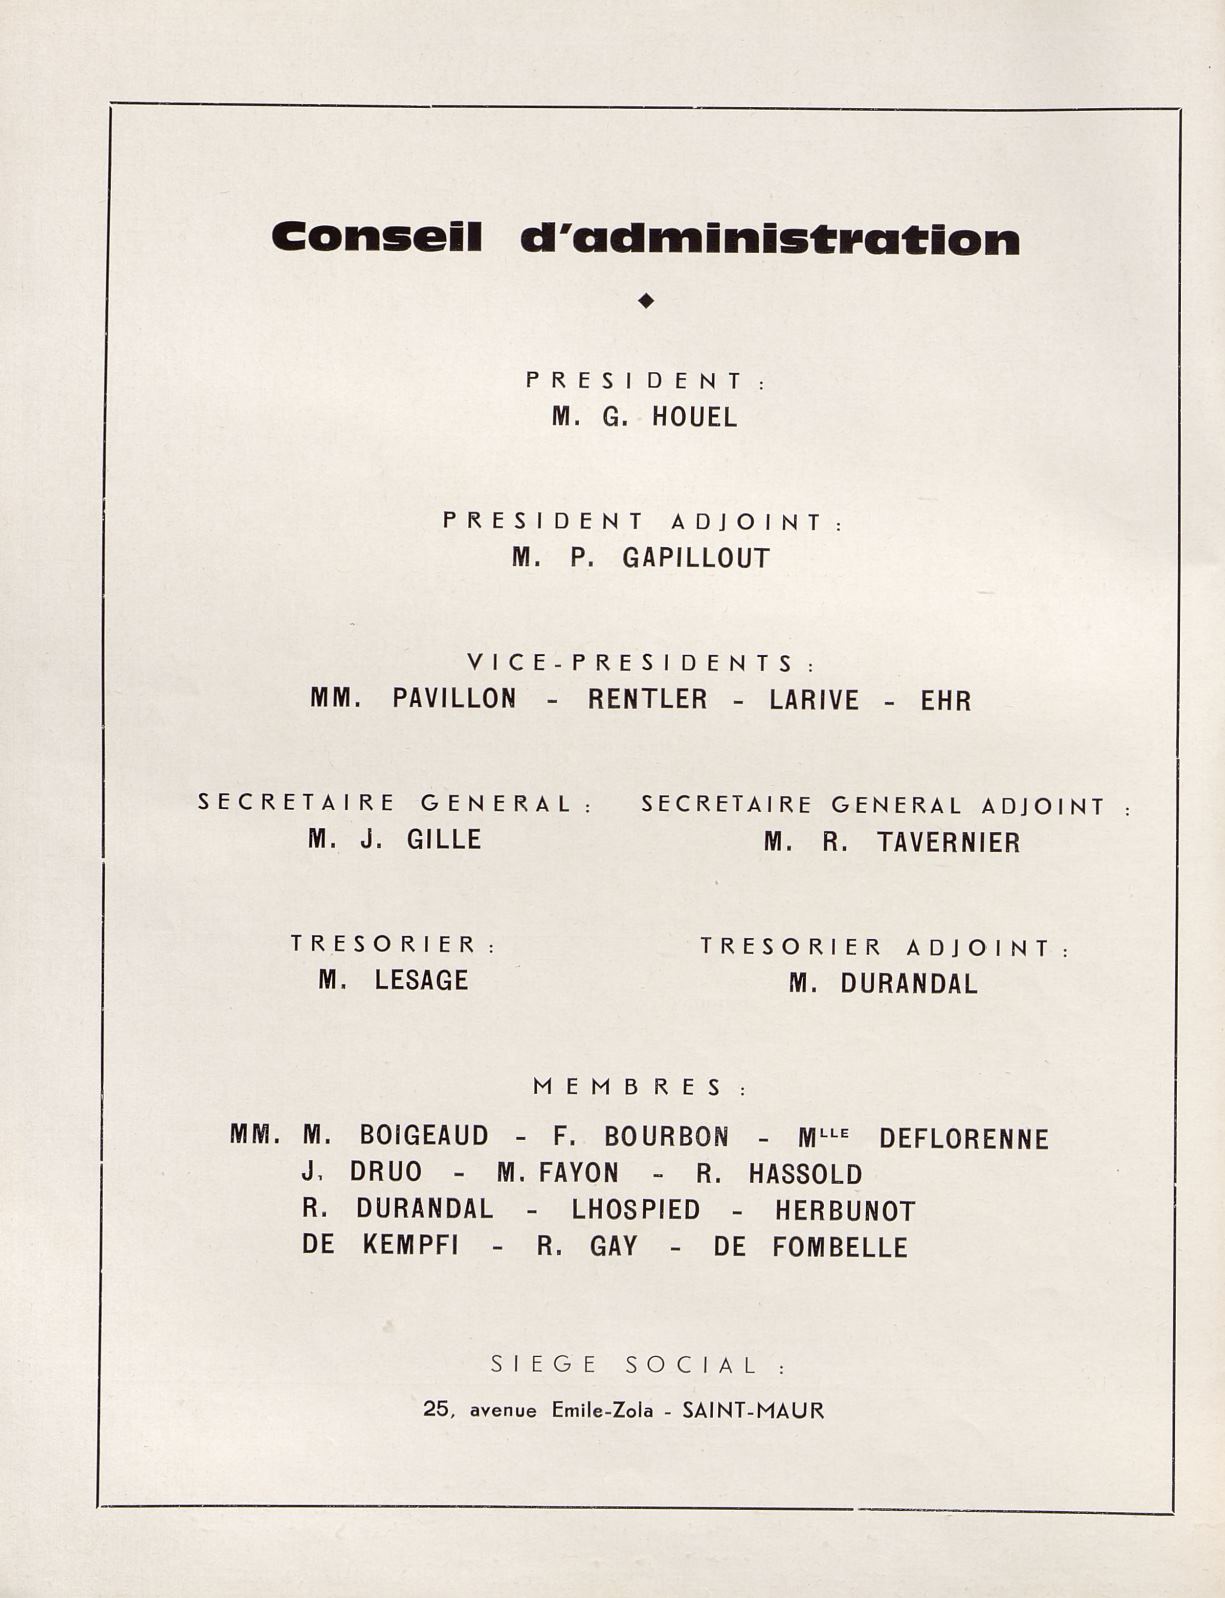 Conseil d'administration
PRESIDENT :
M. G. HOUEL
PRESIDENT ADJOINT :
M. P. GAPILLOUT
VICE-PRESIDENTS :
MM. PAVILLON - RENTLER - LARIVE - EHR
SECRETAIRE GENERAL : SECRETAIRE GENERAL ADJOINT :
M. J. GILLE M. R. TAVERNIER
TRESORIER : TRESORIER ADJOINT :
M. LESAGE M. DURANDAL
MEMBRES :
MM. M. BOIGEAUD - F. BOURBON - MLLE DEFLORENNE
J. DRUO - M. FAYON - R. HASSOLD
R. DURANDAL - LHOSPIED - HERBUNOT
DE KEMPFI - R. GAY - DE FOMBELLE
SIEGE SOCIAL :
25, avenue Emile-Zola - SAINT-MAUR